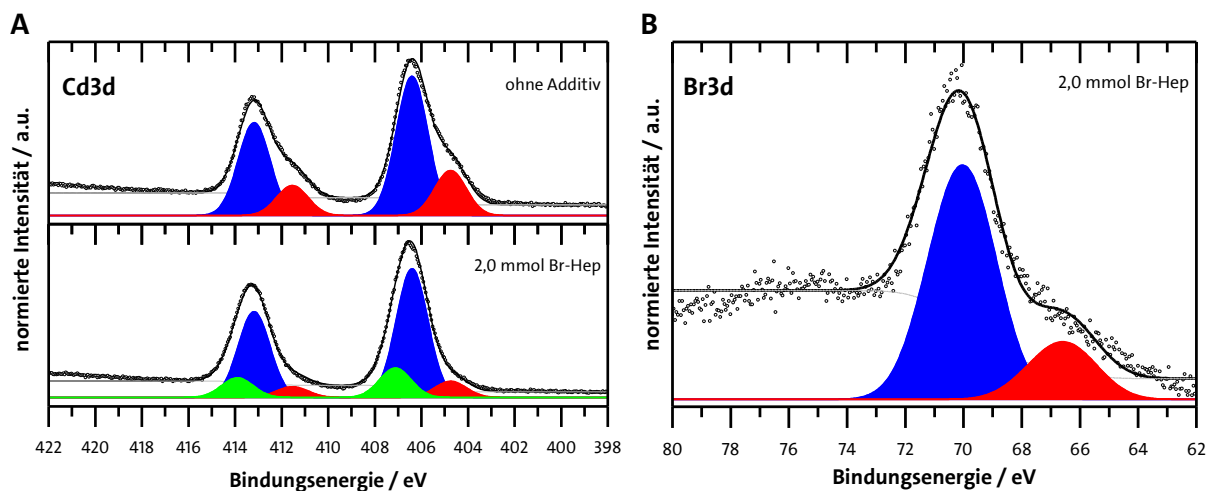 A
Cd3d
ohne Additiv
2,0 mmol Br-Hep
normierte Intensität / a.u.
422 420 418 416 414 412 410 408 406 404 402 400 398
Bindungsenergie / eV
B
Br3d
2,0 mmol Br-Hep
normierte Intensität / a.u.
80 78 76 74 72 70 68 66 64 62
Bindungsenergie / eV